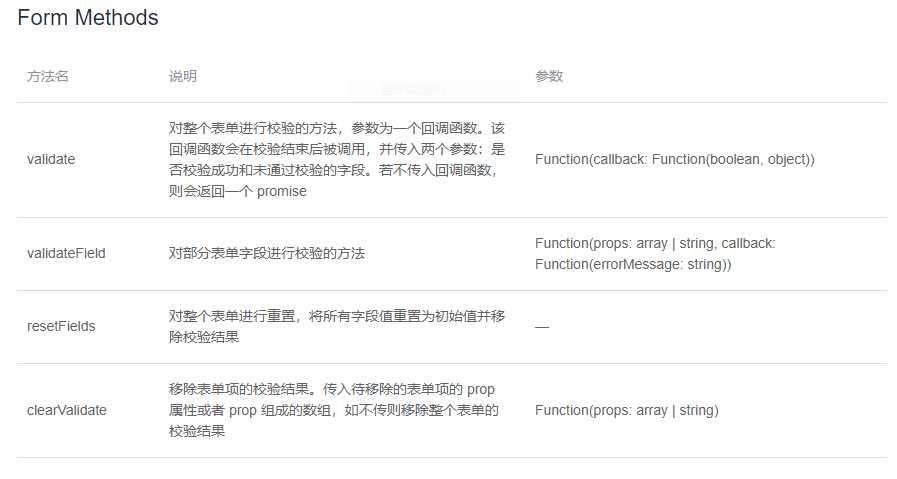 Form Methods
方法名 说明 参数
validate
对整个表单进行校验的方法，参数为一个回调函数。该
回调函数会在校验结束后被调用，并传入两个参数：是
否校验成功和未通过校验的字段。若不传入回调函数，
则会返回一个 promise
Function(callback: Function(boolean, object))
validateField
对部分表单字段进行校验的方法
Function(props: array | string, callback:
Function(errorMessage: string))
resetFields
对整个表单进行重置，将所有字段值重置为初始值并移
除校验结果
—
clearValidate
移除表单项的校验结果。传入待移除的表单项的 prop
属性或者 prop 组成的数组，如不传则移除整个表单的
校验结果
Function(props: array | string)